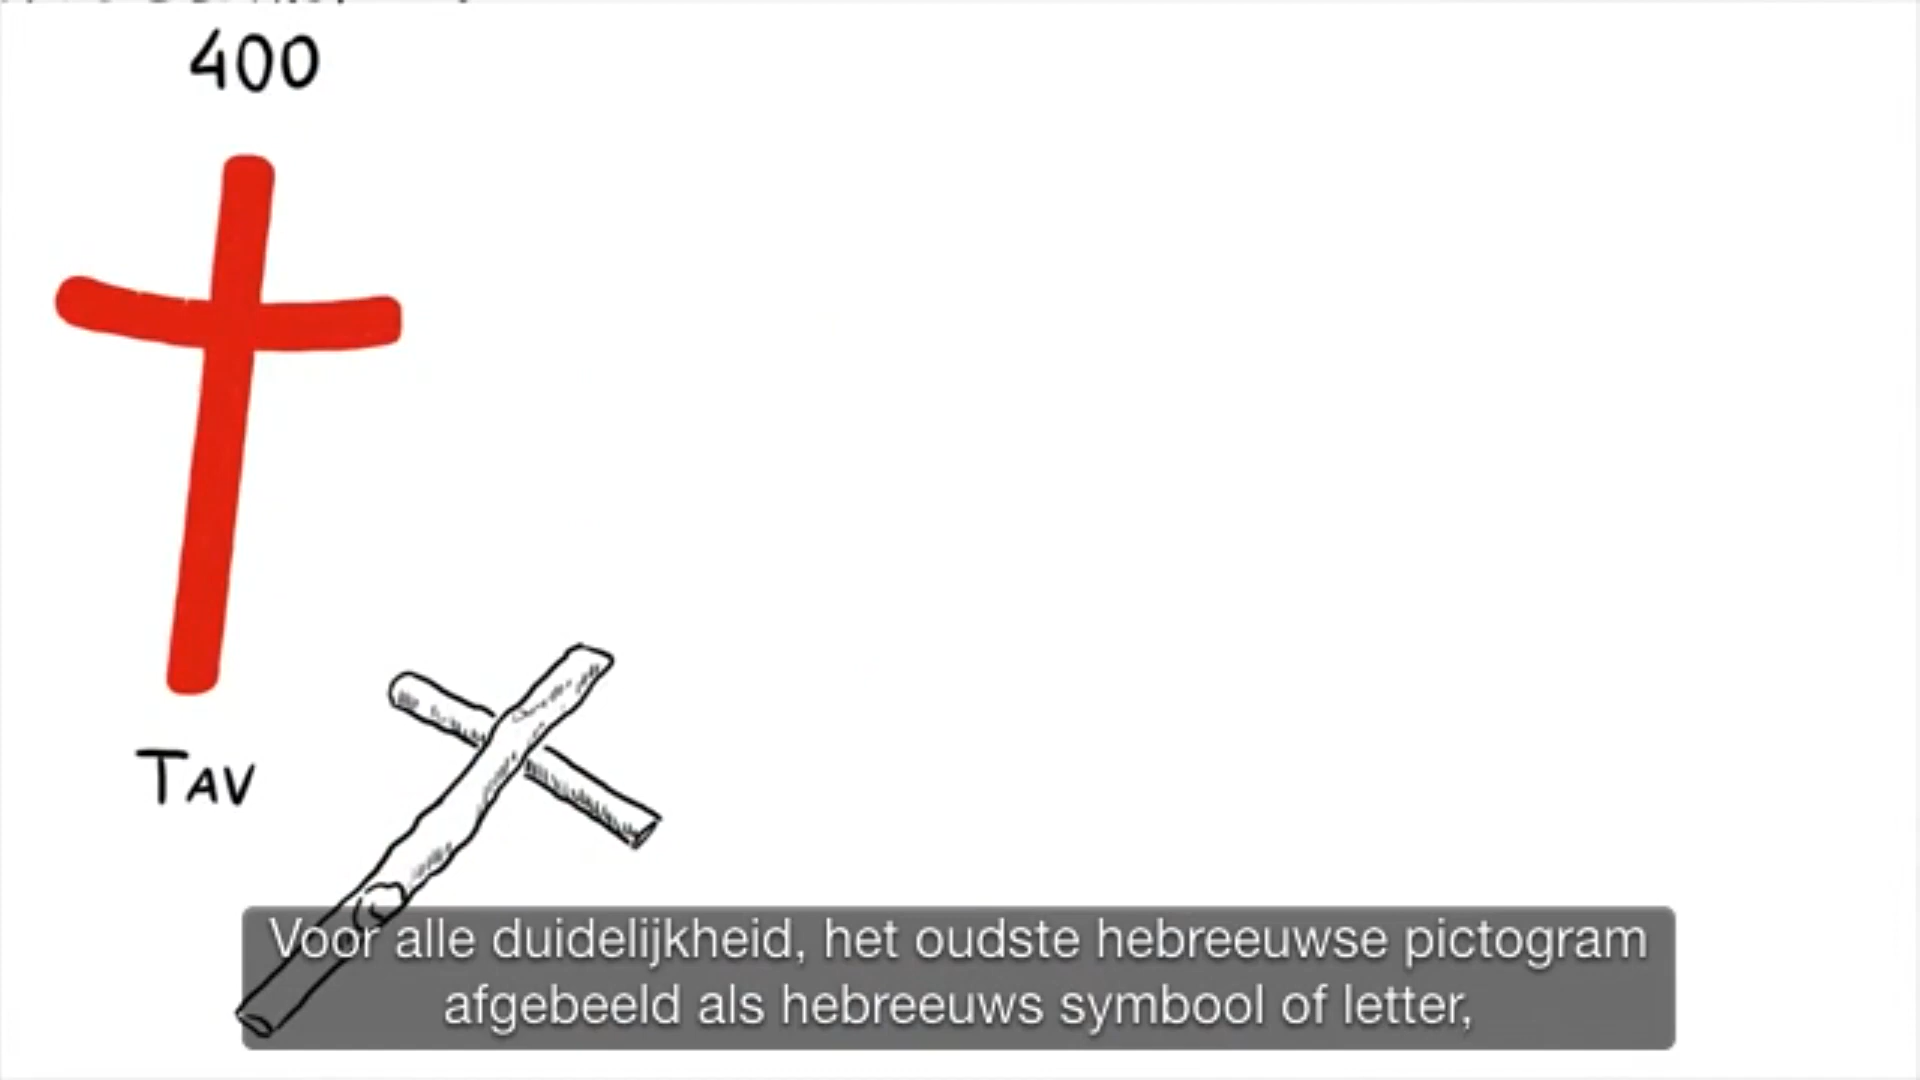 400
TAV
Voor alle duidelijkheid, het oudste hebreeuwse pictogram
afgebeeld als hebreeuws symbool of letter,